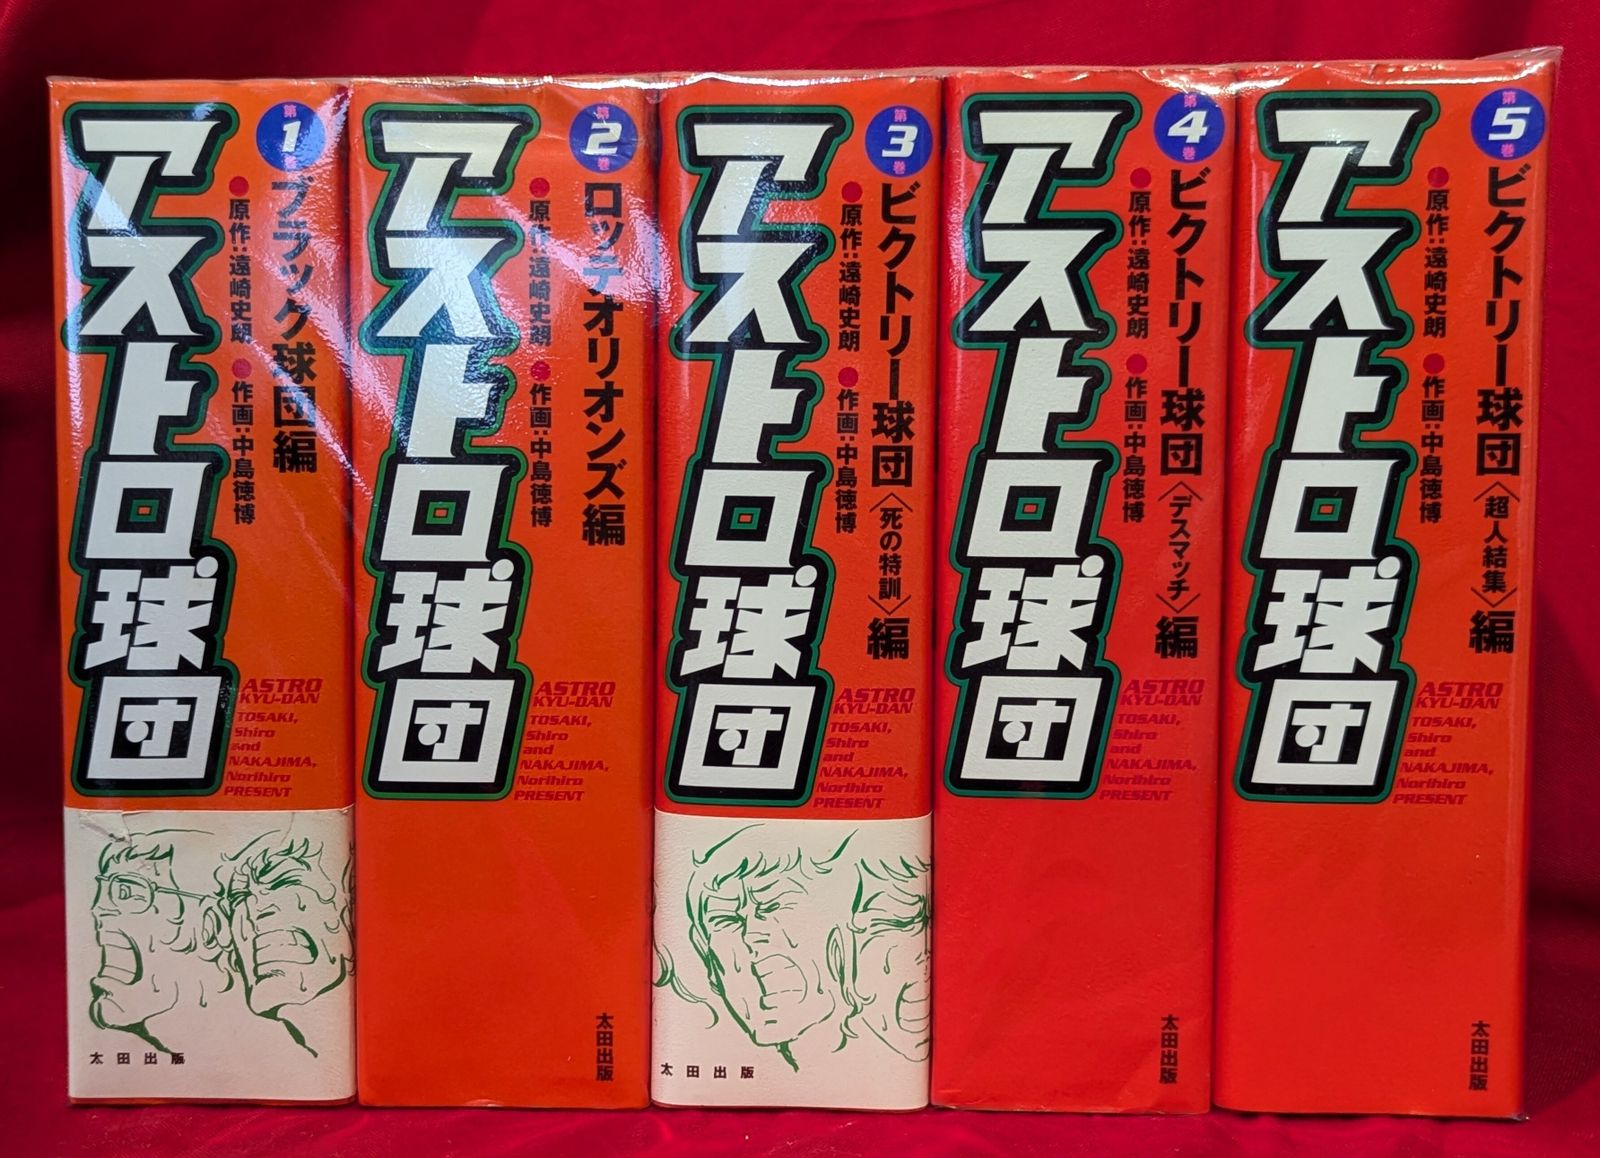 第1巻
ブラック球団編
●原作:遠崎史朗 ●作画:中島徳博
アストロ球団
ASTRO
KYU-DAN
TOSAKI,
Shiro
and
NAKAJIMA,
Norihiro
PRESENT
太田出版
第2巻
ロッテオリオンズ編
●原作:遠崎史朗 ●作画:中島徳博
アストロ球団
ASTRO
KYU-DAN
TOSAKI,
Shiro
and
NAKAJIMA,
Norihiro
PRESENT
太田出版
第3巻
ビクトリー球団〈死の特訓〉編
●原作:遠崎史朗 ●作画:中島徳博
アストロ球団
ASTRO
KYU-DAN
TOSAKI,
Shiro
and
NAKAJIMA,
Norihiro
PRESENT
太田出版
第4巻
ビクトリー球団〈デスマッチ〉編
●原作:遠崎史朗 ●作画:中島徳博
アストロ球団
ASTRO
KYU-DAN
TOSAKI,
Shiro
and
NAKAJIMA,
Norihiro
PRESENT
太田出版
第5巻
ビクトリー球団〈超人結集〉編
●原作:遠崎史朗 ●作画:中島徳博
アストロ球団
ASTRO
KYU-DAN
TOSAKI,
Shiro
and
NAKAJIMA,
Norihiro
PRESENT
太田出版